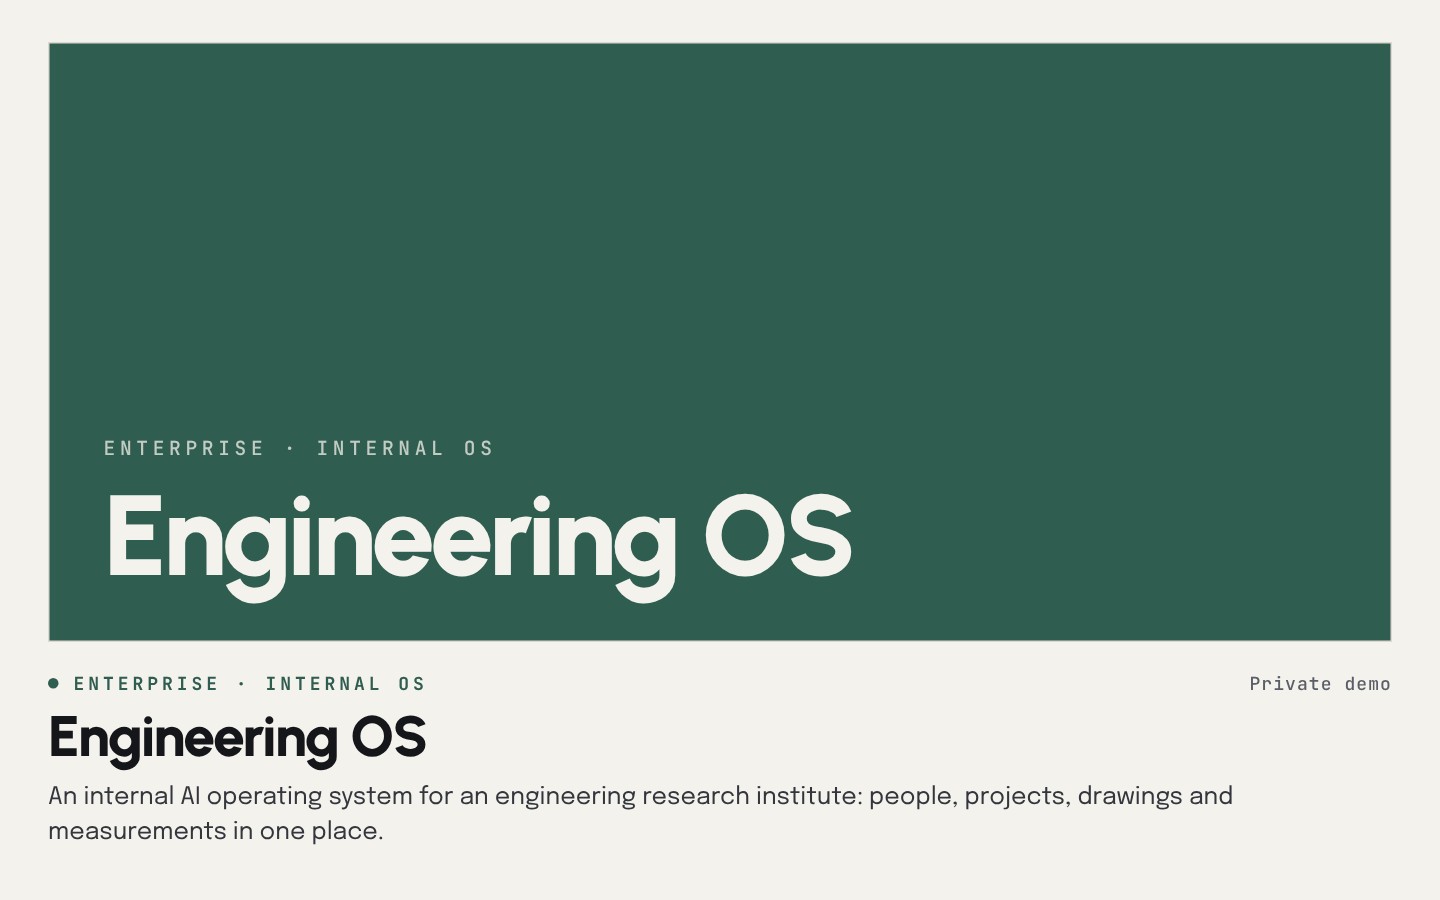 ENTERPRISE · INTERNAL OS
Engineering OS
ENTERPRISE · INTERNAL OS
Private demo
Engineering OS
An internal AI operating system for an engineering research institute: people, projects, drawings and
measurements in one place.